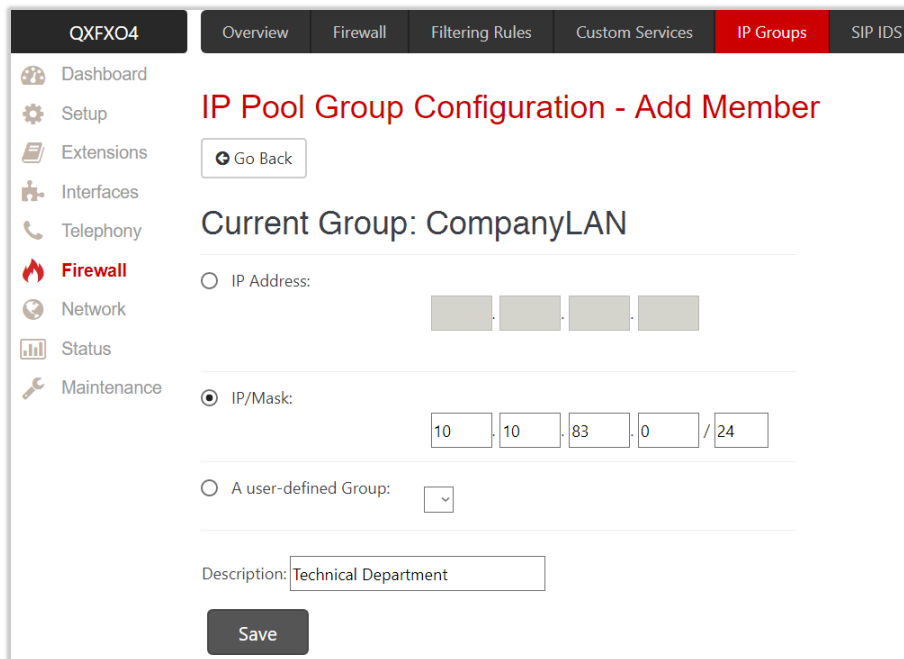 QXFXO4 Overview Firewall Filtering Rules Custom Services IP Groups SIP IDS
Dashboard
Setup
Extensions
Interfaces
Telephony
Firewall
Network
Status
Maintenance
IP Pool Group Configuration - Add Member
Go Back
Current Group: CompanyLAN
IP Address:
. . .
IP/Mask:
10 . 10 . 83 . 0 / 24
A user-defined Group:
Description: Technical Department
Save